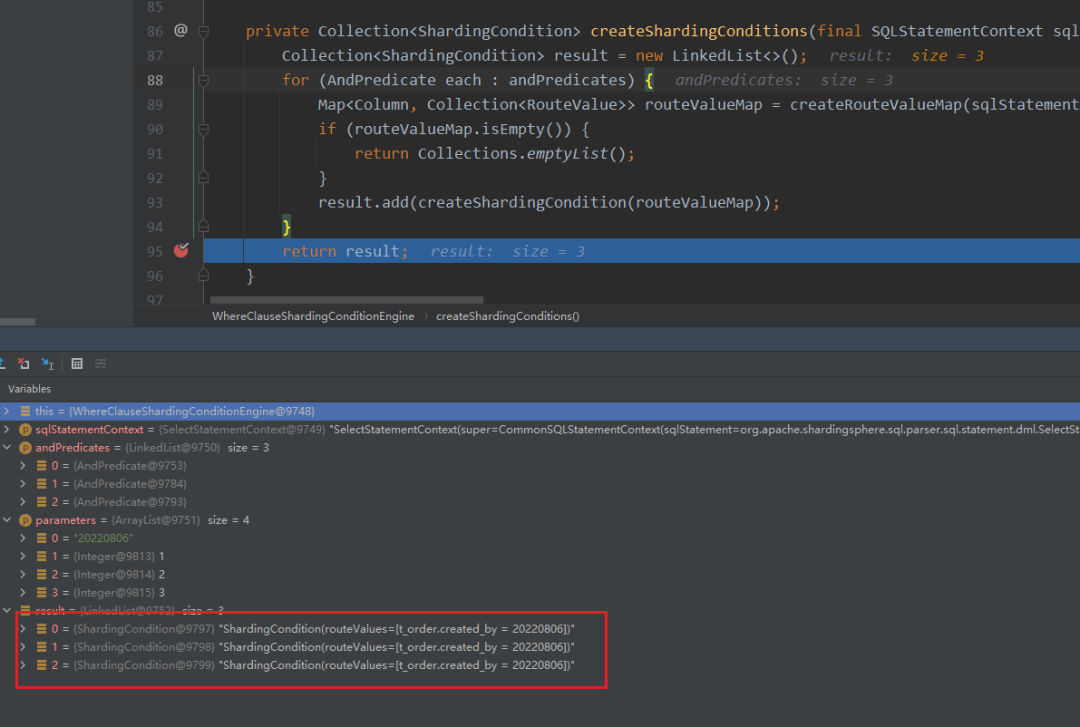 85
86 @ private Collection<ShardingCondition> createShardingConditions(final SQLStatementContext sql
87 Collection<ShardingCondition> result = new LinkedList<>(); result: size = 3
88 for (AndPredicate each : andPredicates) { andPredicates: size = 3
89 Map<Column, Collection<RouteValue>> routeValueMap = createRouteValueMap(sqlStatement
90 if (routeValueMap.isEmpty()) {
91 return Collections.emptyList();
92 }
93 result.add(createShardingCondition(routeValueMap));
94 }
95 return result; result: size = 3
96 }
97
WhereClauseShardingConditionEngine › createShardingConditions()
Variables
this = {WhereClauseShardingConditionEngine@9748}
p sqlStatementContext = {SelectStatementContext@9749} "SelectStatementContext(super=CommonSQLStatementContext(sqlStatement=org.apache.shardingsphere.sql.parser.sql.statement.dml.SelectSt
p andPredicates = {LinkedList@9750} size = 3
0 = {AndPredicate@9753}
1 = {AndPredicate@9784}
2 = {AndPredicate@9793}
p parameters = {ArrayList@9751} size = 4
0 = "20220806"
1 = {Integer@9813} 1
2 = {Integer@9814} 2
3 = {Integer@9815} 3
result = {LinkedList@9752} size = 3
0 = {ShardingCondition@9797} "ShardingCondition(routeValues=[t_order.created_by = 20220806])"
1 = {ShardingCondition@9798} "ShardingCondition(routeValues=[t_order.created_by = 20220806])"
2 = {ShardingCondition@9799} "ShardingCondition(routeValues=[t_order.created_by = 20220806])"